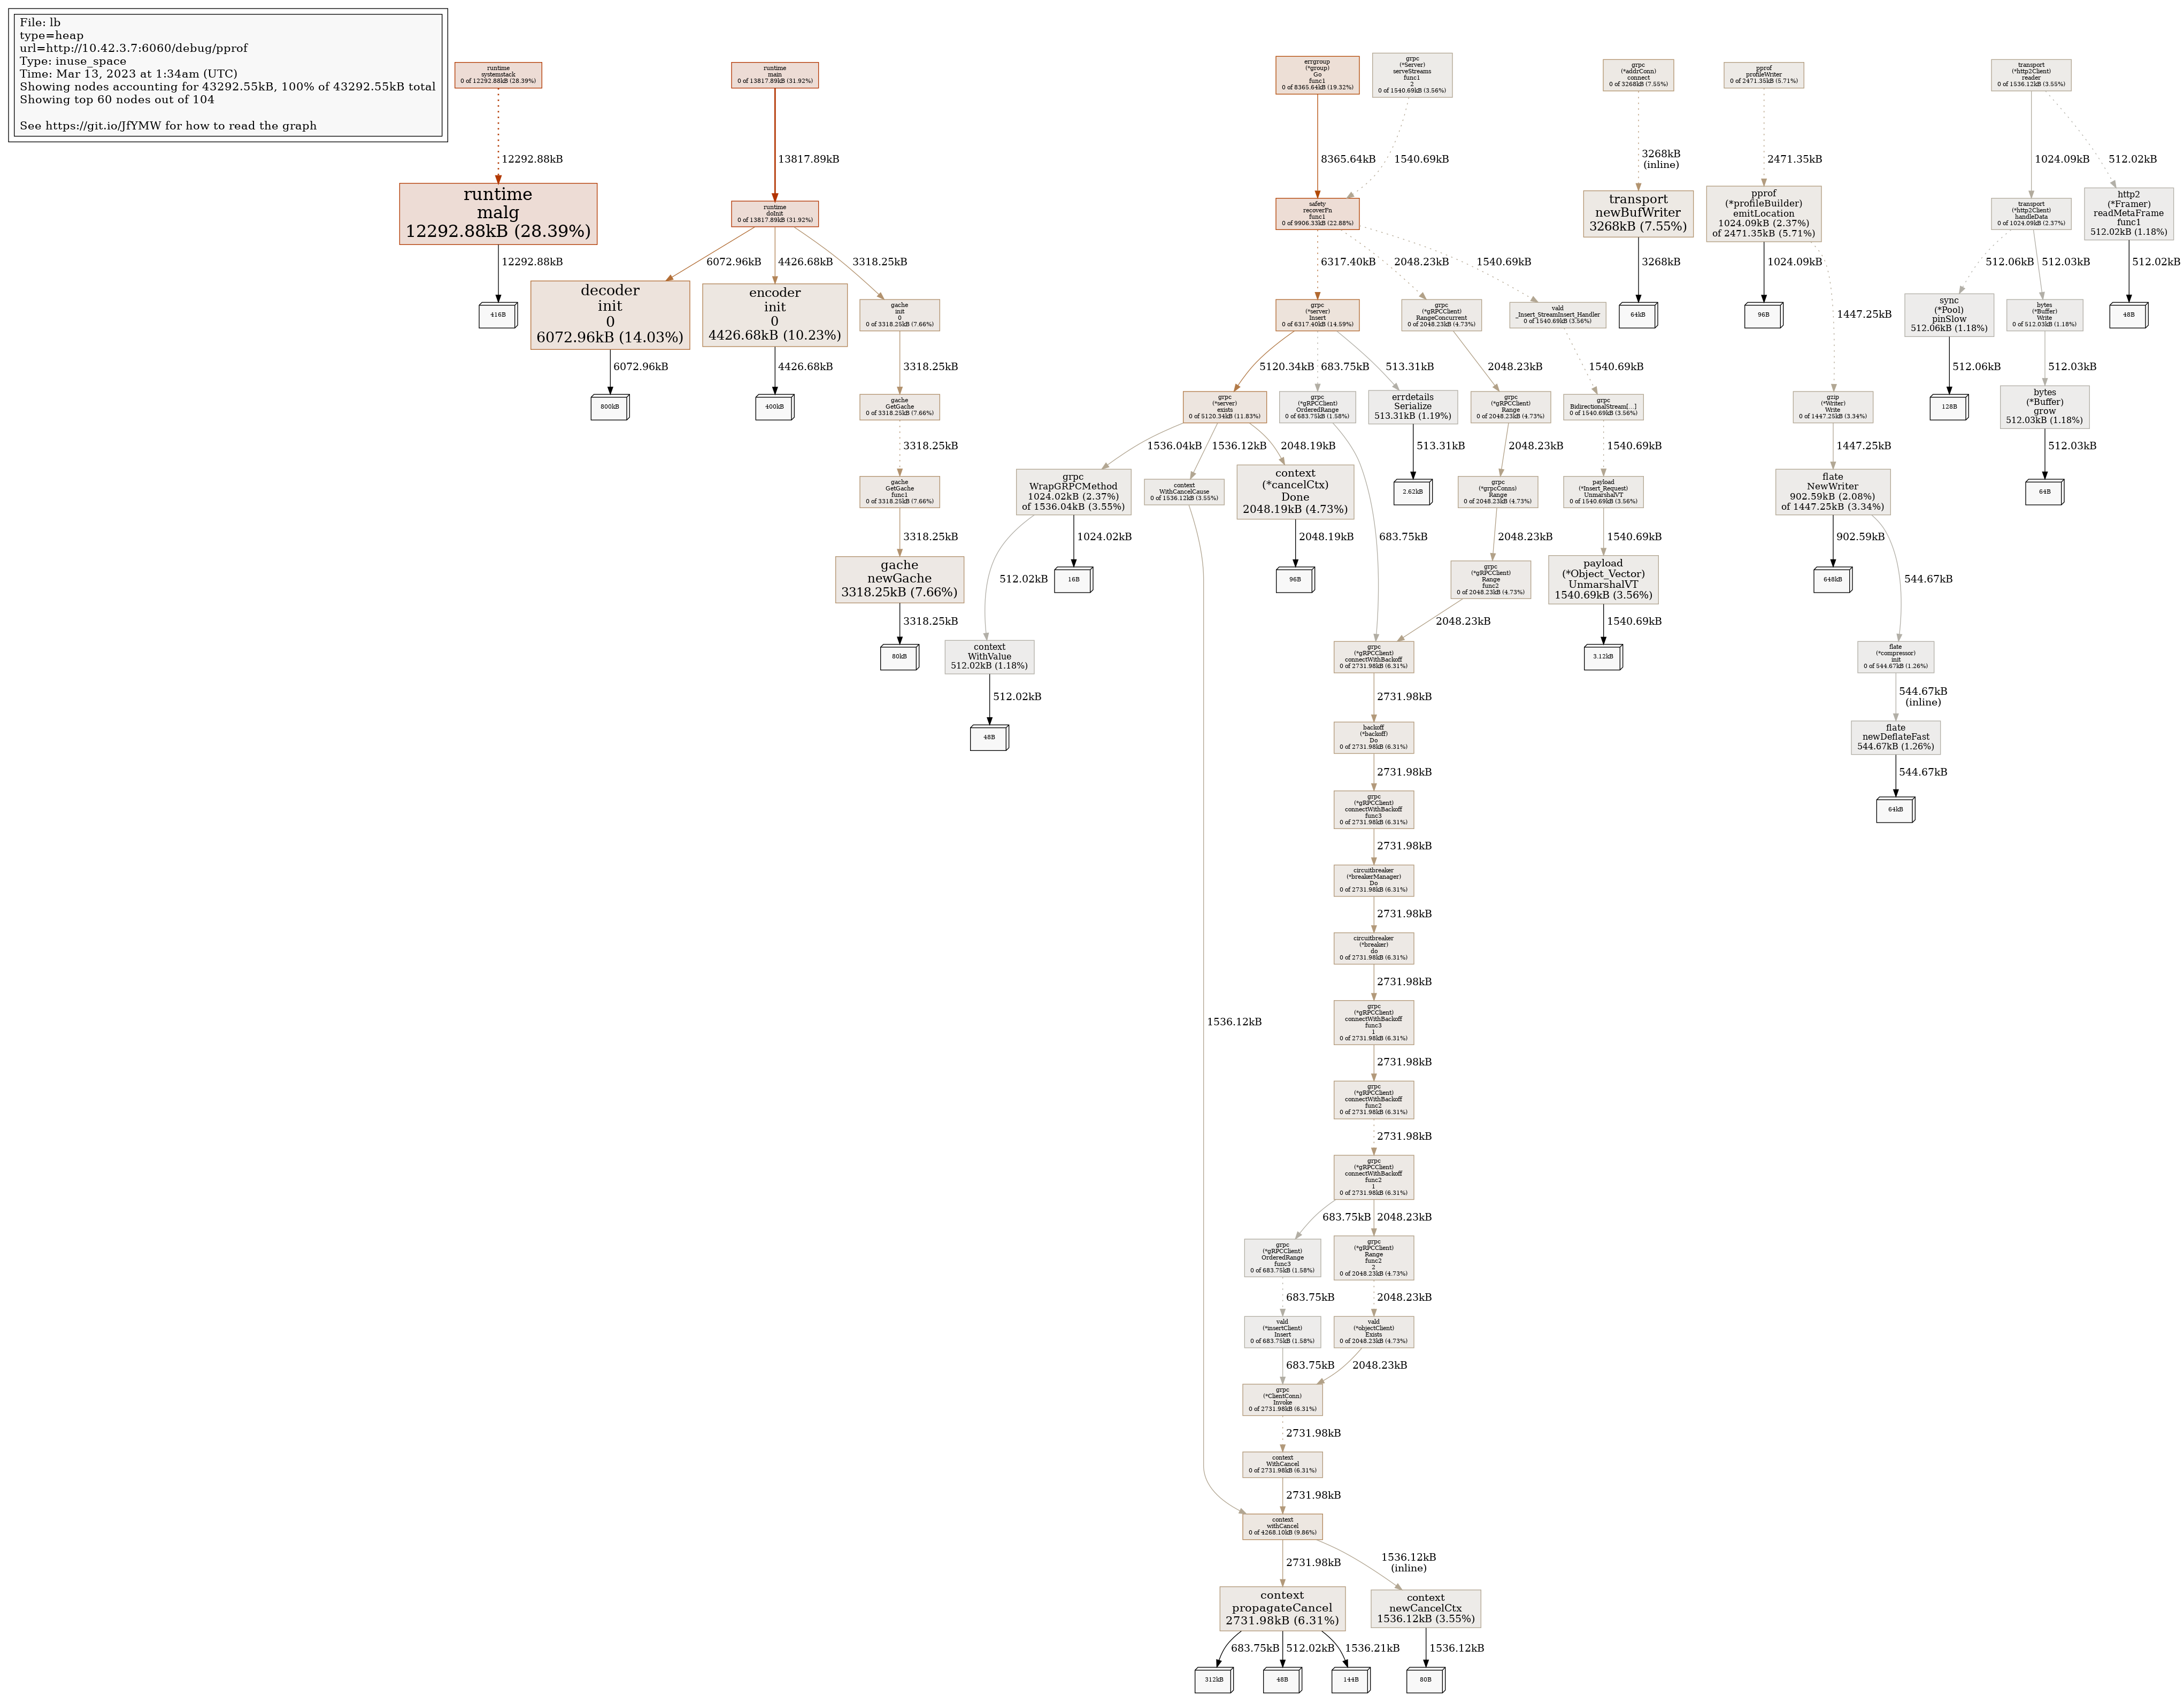 File: lb
type=heap
url=http://10.42.3.7:6060/debug/pprof
Type: inuse_space
Time: Mar 13, 2023 at 1:34am (UTC)
Showing nodes accounting for 43292.55kB, 100% of 43292.55kB total
Showing top 60 nodes out of 104
See https://git.io/JfYMW for how to read the graph
runtime
systemstack
0 of 12292.88kB (28.39%)
12292.88kB
runtime
malg
12292.88kB (28.39%)
12292.88kB
416B
runtime
main
0 of 13817.89kB (31.92%)
13817.89kB
runtime
doInit
0 of 13817.89kB (31.92%)
6072.96kB
4426.68kB
3318.25kB
decoder
init
0
6072.96kB (14.03%)
6072.96kB
800kB
encoder
init
0
4426.68kB (10.23%)
4426.68kB
400kB
gache
init
0
0 of 3318.25kB (7.66%)
3318.25kB
gache
GetGache
0 of 3318.25kB (7.66%)
3318.25kB
gache
GetGache
func1
0 of 3318.25kB (7.66%)
3318.25kB
gache
newGache
3318.25kB (7.66%)
3318.25kB
80kB
errgroup
(*group)
Go
func1
0 of 8365.64kB (19.32%)
8365.64kB
grpc
(*Server)
serveStreams
func1
2
0 of 1540.69kB (3.56%)
1540.69kB
safety
recoverFn
func1
0 of 9906.33kB (22.88%)
6317.40kB
2048.23kB
1540.69kB
grpc
(*server)
Insert
0 of 6317.40kB (14.59%)
5120.34kB
683.75kB
513.31kB
grpc
(*gRPCClient)
RangeConcurrent
0 of 2048.23kB (4.73%)
2048.23kB
vald
_Insert_StreamInsert_Handler
0 of 1540.69kB (3.56%)
1540.69kB
grpc
(*server)
exists
0 of 5120.34kB (11.83%)
1536.04kB
1536.12kB
2048.19kB
grpc
(*gRPCClient)
OrderedRange
0 of 683.75kB (1.58%)
683.75kB
errdetails
Serialize
513.31kB (1.19%)
513.31kB
2.62kB
grpc
(*gRPCClient)
Range
0 of 2048.23kB (4.73%)
2048.23kB
grpc
BidirectionalStream[...]
0 of 1540.69kB (3.56%)
1540.69kB
grpc
WrapGRPCMethod
1024.02kB (2.37%)
of 1536.04kB (3.55%)
512.02kB
1024.02kB
16B
context
WithValue
512.02kB (1.18%)
512.02kB
48B
context
WithCancelCause
0 of 1536.12kB (3.55%)
1536.12kB
context
(*cancelCtx)
Done
2048.19kB (4.73%)
2048.19kB
96B
grpc
(*grpcConns)
Range
0 of 2048.23kB (4.73%)
2048.23kB
grpc
(*gRPCClient)
Range
func2
0 of 2048.23kB (4.73%)
2048.23kB
payload
(*Insert_Request)
UnmarshalVT
0 of 1540.69kB (3.56%)
1540.69kB
payload
(*Object_Vector)
UnmarshalVT
1540.69kB (3.56%)
1540.69kB
3.12kB
grpc
(*gRPCClient)
connectWithBackoff
0 of 2731.98kB (6.31%)
2731.98kB
backoff
(*backoff)
Do
0 of 2731.98kB (6.31%)
2731.98kB
grpc
(*gRPCClient)
connectWithBackoff
func3
0 of 2731.98kB (6.31%)
2731.98kB
circuitbreaker
(*breakerManager)
Do
0 of 2731.98kB (6.31%)
2731.98kB
circuitbreaker
(*breaker)
do
0 of 2731.98kB (6.31%)
2731.98kB
grpc
(*gRPCClient)
connectWithBackoff
func3
1
0 of 2731.98kB (6.31%)
2731.98kB
grpc
(*gRPCClient)
connectWithBackoff
func2
0 of 2731.98kB (6.31%)
2731.98kB
grpc
(*gRPCClient)
connectWithBackoff
func2
1
0 of 2731.98kB (6.31%)
683.75kB
2048.23kB
grpc
(*gRPCClient)
OrderedRange
func3
0 of 683.75kB (1.58%)
683.75kB
grpc
(*gRPCClient)
Range
func2
2
0 of 2048.23kB (4.73%)
2048.23kB
vald
(*insertClient)
Insert
0 of 683.75kB (1.58%)
683.75kB
vald
(*objectClient)
Exists
0 of 2048.23kB (4.73%)
2048.23kB
grpc
(*ClientConn)
Invoke
0 of 2731.98kB (6.31%)
2731.98kB
context
WithCancel
0 of 2731.98kB (6.31%)
2731.98kB
context
withCancel
0 of 4268.10kB (9.86%)
2731.98kB
1536.12kB
(inline)
context
propagateCancel
2731.98kB (6.31%)
683.75kB
512.02kB
1536.21kB
312kB
48B
144B
context
newCancelCtx
1536.12kB (3.55%)
1536.12kB
80B
grpc
(*addrConn)
connect
0 of 3268kB (7.55%)
3268kB
(inline)
transport
newBufWriter
3268kB (7.55%)
3268kB
64kB
pprof
profileWriter
0 of 2471.35kB (5.71%)
2471.35kB
pprof
(*profileBuilder)
emitLocation
1024.09kB (2.37%)
of 2471.35kB (5.71%)
1024.09kB
96B
1447.25kB
gzip
(*Writer)
Write
0 of 1447.25kB (3.34%)
1447.25kB
flate
NewWriter
902.59kB (2.08%)
of 1447.25kB (3.34%)
902.59kB
648kB
544.67kB
flate
(*compressor)
init
0 of 544.67kB (1.26%)
544.67kB
(inline)
flate
newDeflateFast
544.67kB (1.26%)
544.67kB
64kB
transport
(*http2Client)
reader
0 of 1536.12kB (3.55%)
1024.09kB
512.02kB
transport
(*http2Client)
handleData
0 of 1024.09kB (2.37%)
512.06kB
512.03kB
http2
(*Framer)
readMetaFrame
func1
512.02kB (1.18%)
512.02kB
48B
sync
(*Pool)
pinSlow
512.06kB (1.18%)
512.06kB
128B
bytes
(*Buffer)
Write
0 of 512.03kB (1.18%)
512.03kB
bytes
(*Buffer)
grow
512.03kB (1.18%)
512.03kB
64B